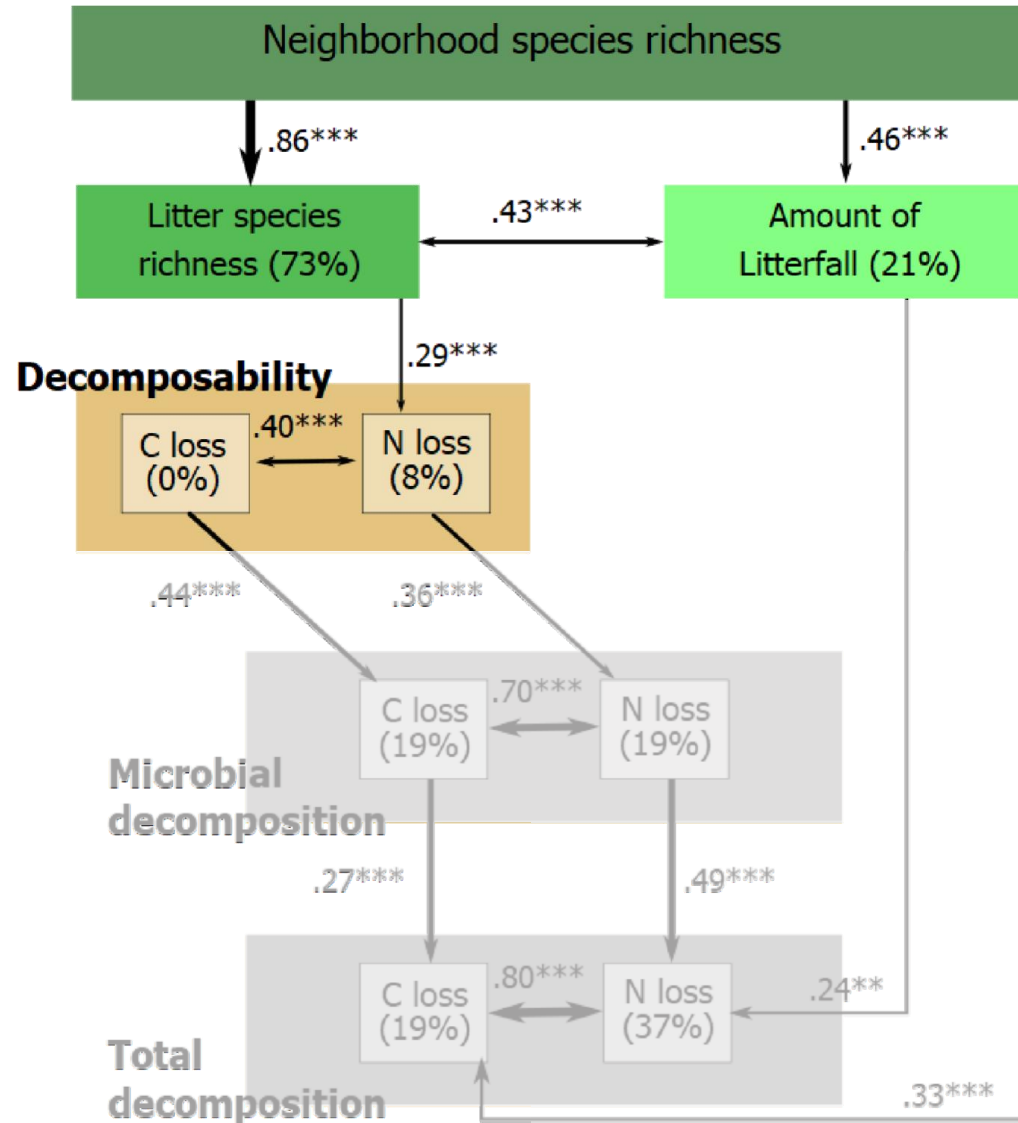 Neighborhood species richness
.86***
.46***
Litter species
richness (73%)
.43***
Amount of
Litterfall (21%)
.29***
Decomposability
C loss
(0%)
.40***
N loss
(8%)
.44***
.36***
C loss
(19%)
.70***
N loss
(19%)
Microbial
decomposition
.27***
.49***
C loss
(19%)
.80***
N loss
(37%)
.24**
Total
decomposition
.33***